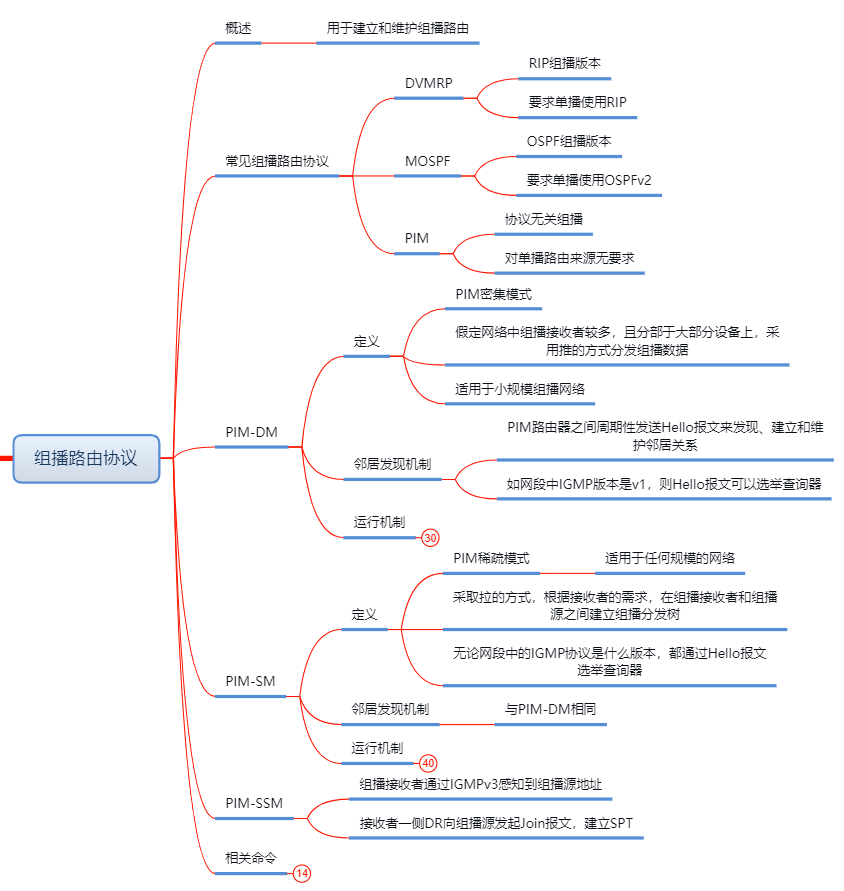 组播路由协议
概述
用于建立和维护组播路由
常见组播路由协议
DVMRP
RIP组播版本
要求单播使用RIP
MOSPF
OSPF组播版本
要求单播使用OSPFv2
PIM
协议无关组播
对单播路由来源无要求
PIM-DM
定义
PIM密集模式
假定网络中组播接收者较多，且分部于大部分设备上，采
用推的方式分发组播数据
适用于小规模组播网络
邻居发现机制
PIM路由器之间周期性发送Hello报文来发现、建立和维
护邻居关系
如网段中IGMP版本是v1，则Hello报文可以选举查询器
运行机制
30
PIM-SM
定义
PIM稀疏模式
适用于任何规模的网络
采取拉的方式，根据接收者的需求，在组播接收者和组播
源之间建立组播分发树
无论网段中的IGMP协议是什么版本，都通过Hello报文
选举查询器
邻居发现机制
与PIM-DM相同
运行机制
40
PIM-SSM
组播接收者通过IGMPv3感知到组播源地址
接收者一侧DR向组播源发起Join报文，建立SPT
相关命令
14